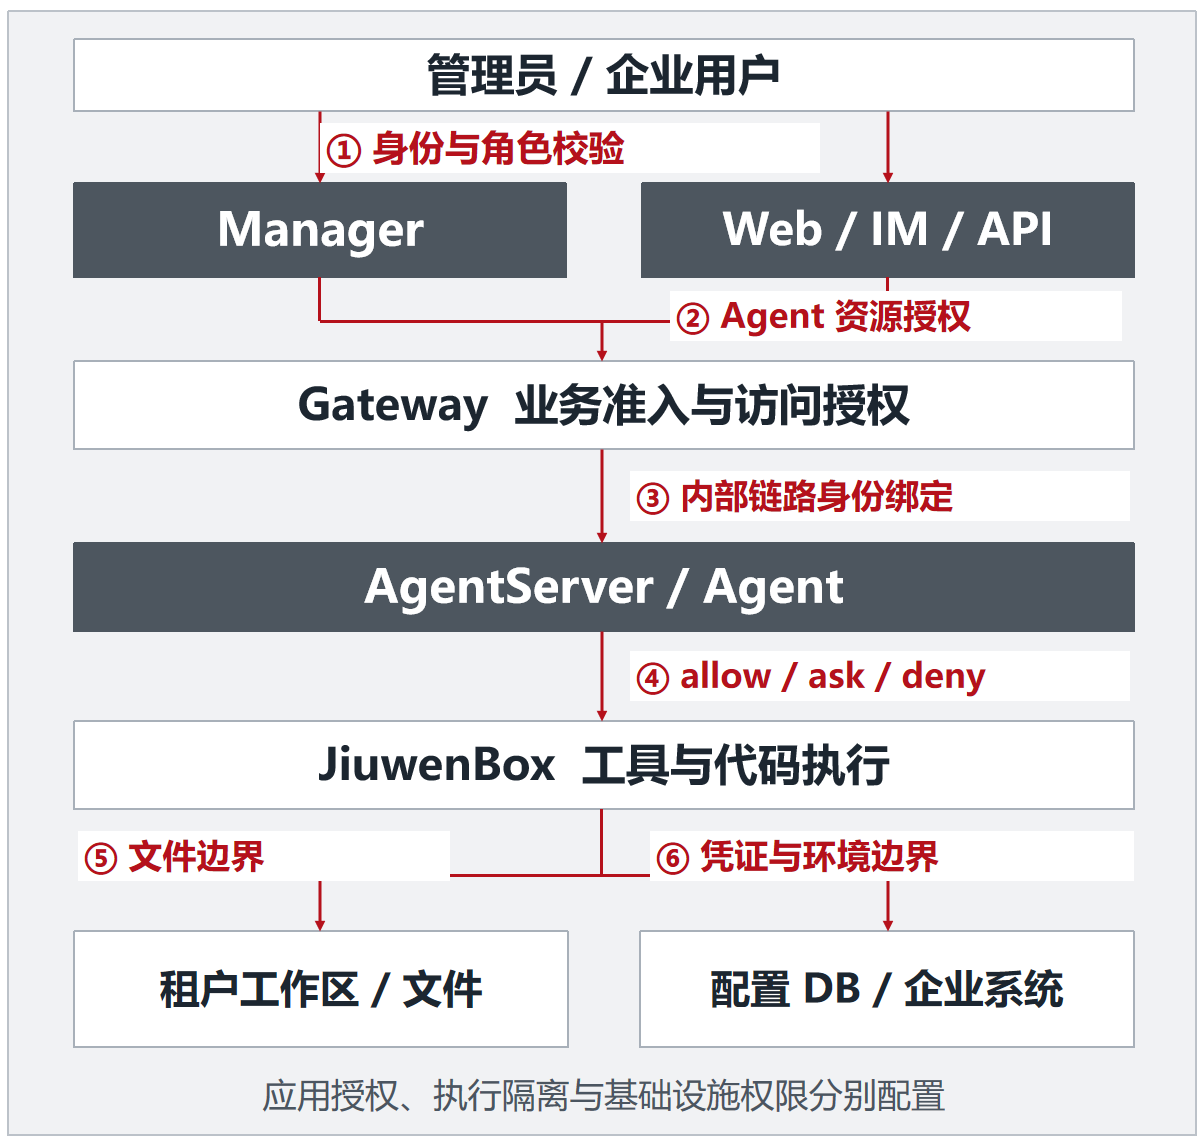 管理员 / 企业用户
① 身份与角色校验
Manager
Web / IM / API
② Agent 资源授权
Gateway 业务准入与访问授权
③ 内部链路身份绑定
AgentServer / Agent
④ allow / ask / deny
JiuwenBox 工具与代码执行
⑤ 文件边界
⑥ 凭证与环境边界
租户工作区 / 文件
配置 DB / 企业系统
应用授权、执行隔离与基础设施权限分别配置